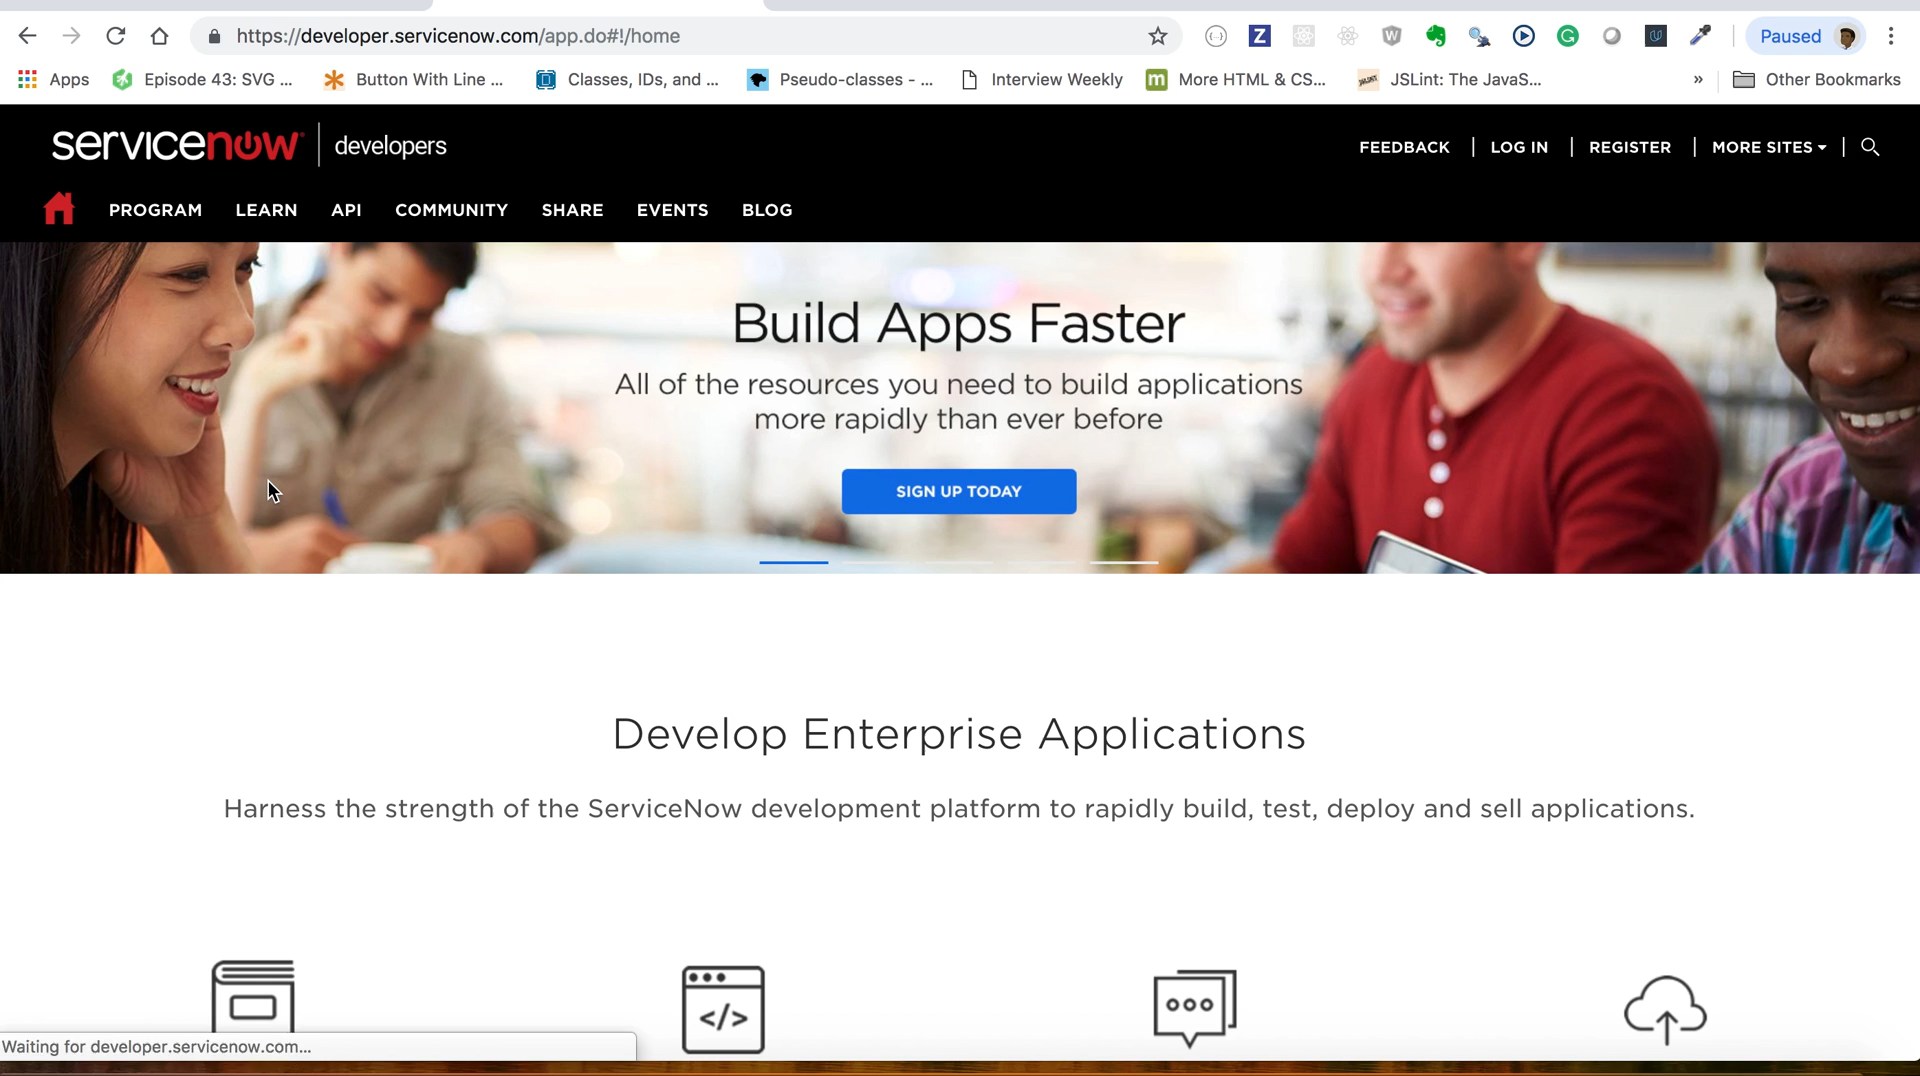 https://developer.servicenow.com/app.do#!/home
Paused
Apps
Episode 43: SVG ...
Button With Line ...
Classes, IDs, and ...
Pseudo-classes - ...
Interview Weekly
More HTML & CS...
JSLint: The JavaS...
»
Other Bookmarks
servicenow developers
FEEDBACK | LOG IN | REGISTER | MORE SITES
PROGRAM LEARN API COMMUNITY SHARE EVENTS BLOG
Build Apps Faster
All of the resources you need to build applications
more rapidly than ever before
SIGN UP TODAY
Develop Enterprise Applications
Harness the strength of the ServiceNow development platform to rapidly build, test, deploy and sell applications.
Waiting for developer.servicenow.com...